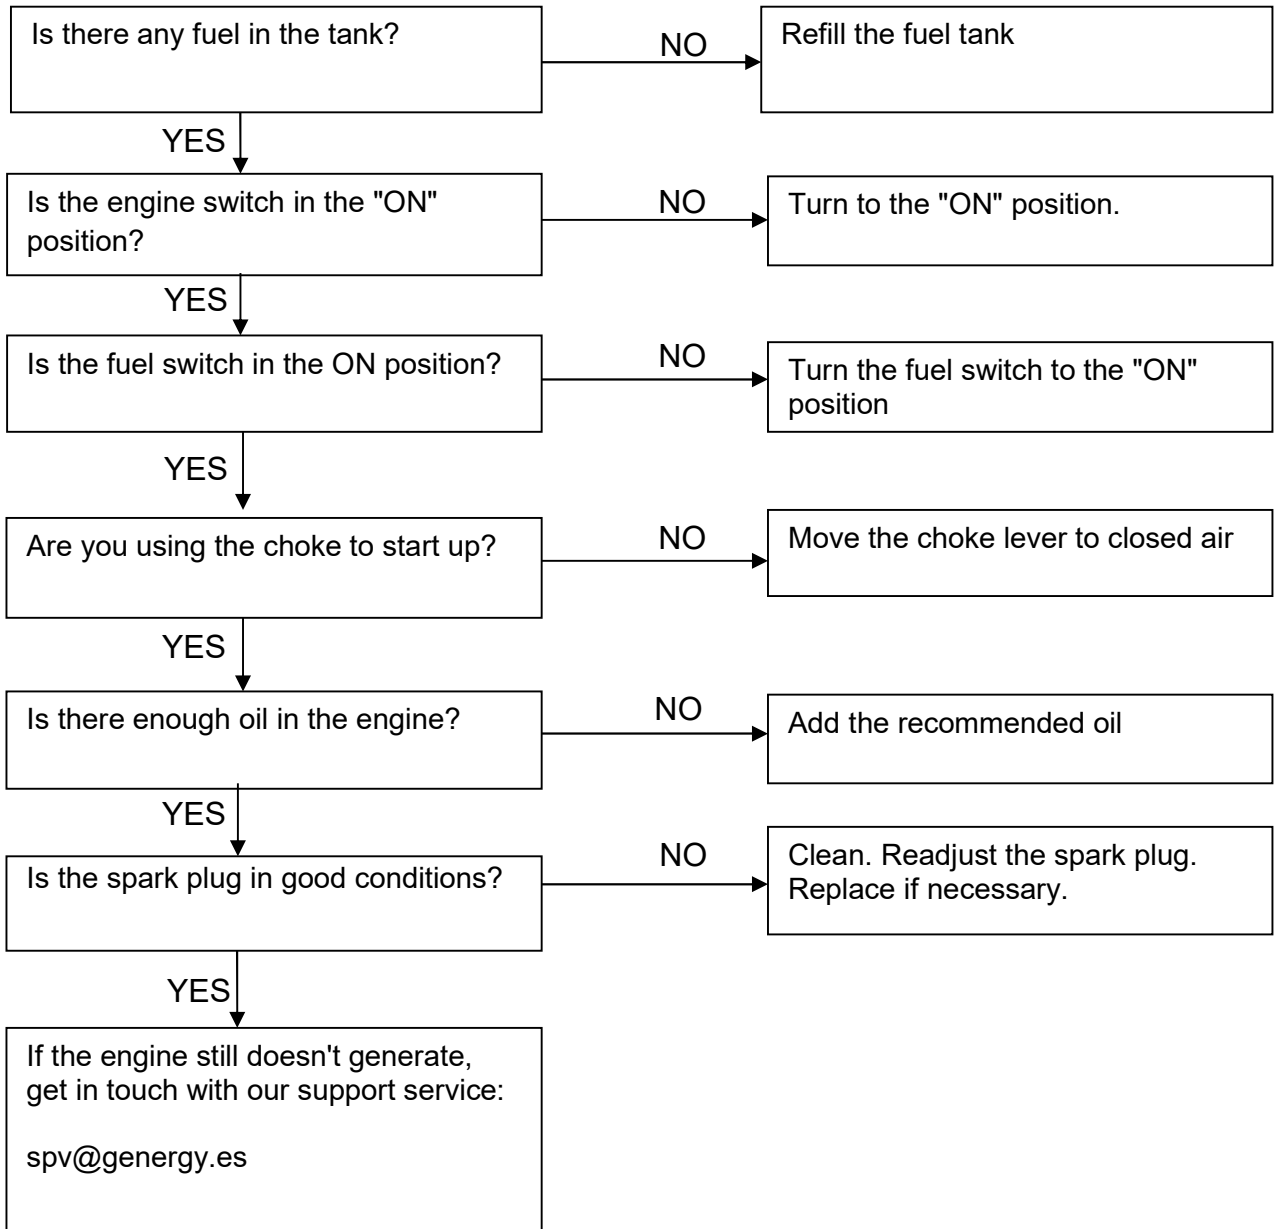 Is there any fuel in the tank?
NO
Refill the fuel tank
YES
Is the engine switch in the "ON"
position?
NO
Turn to the "ON" position.
YES
Is the fuel switch in the ON position?
NO
Turn the fuel switch to the "ON"
position
YES
Are you using the choke to start up?
NO
Move the choke lever to closed air
YES
Is there enough oil in the engine?
NO
Add the recommended oil
YES
Is the spark plug in good conditions?
NO
Clean. Readjust the spark plug.
Replace if necessary.
YES
If the engine still doesn't generate,
get in touch with our support service:
spv@genergy.es